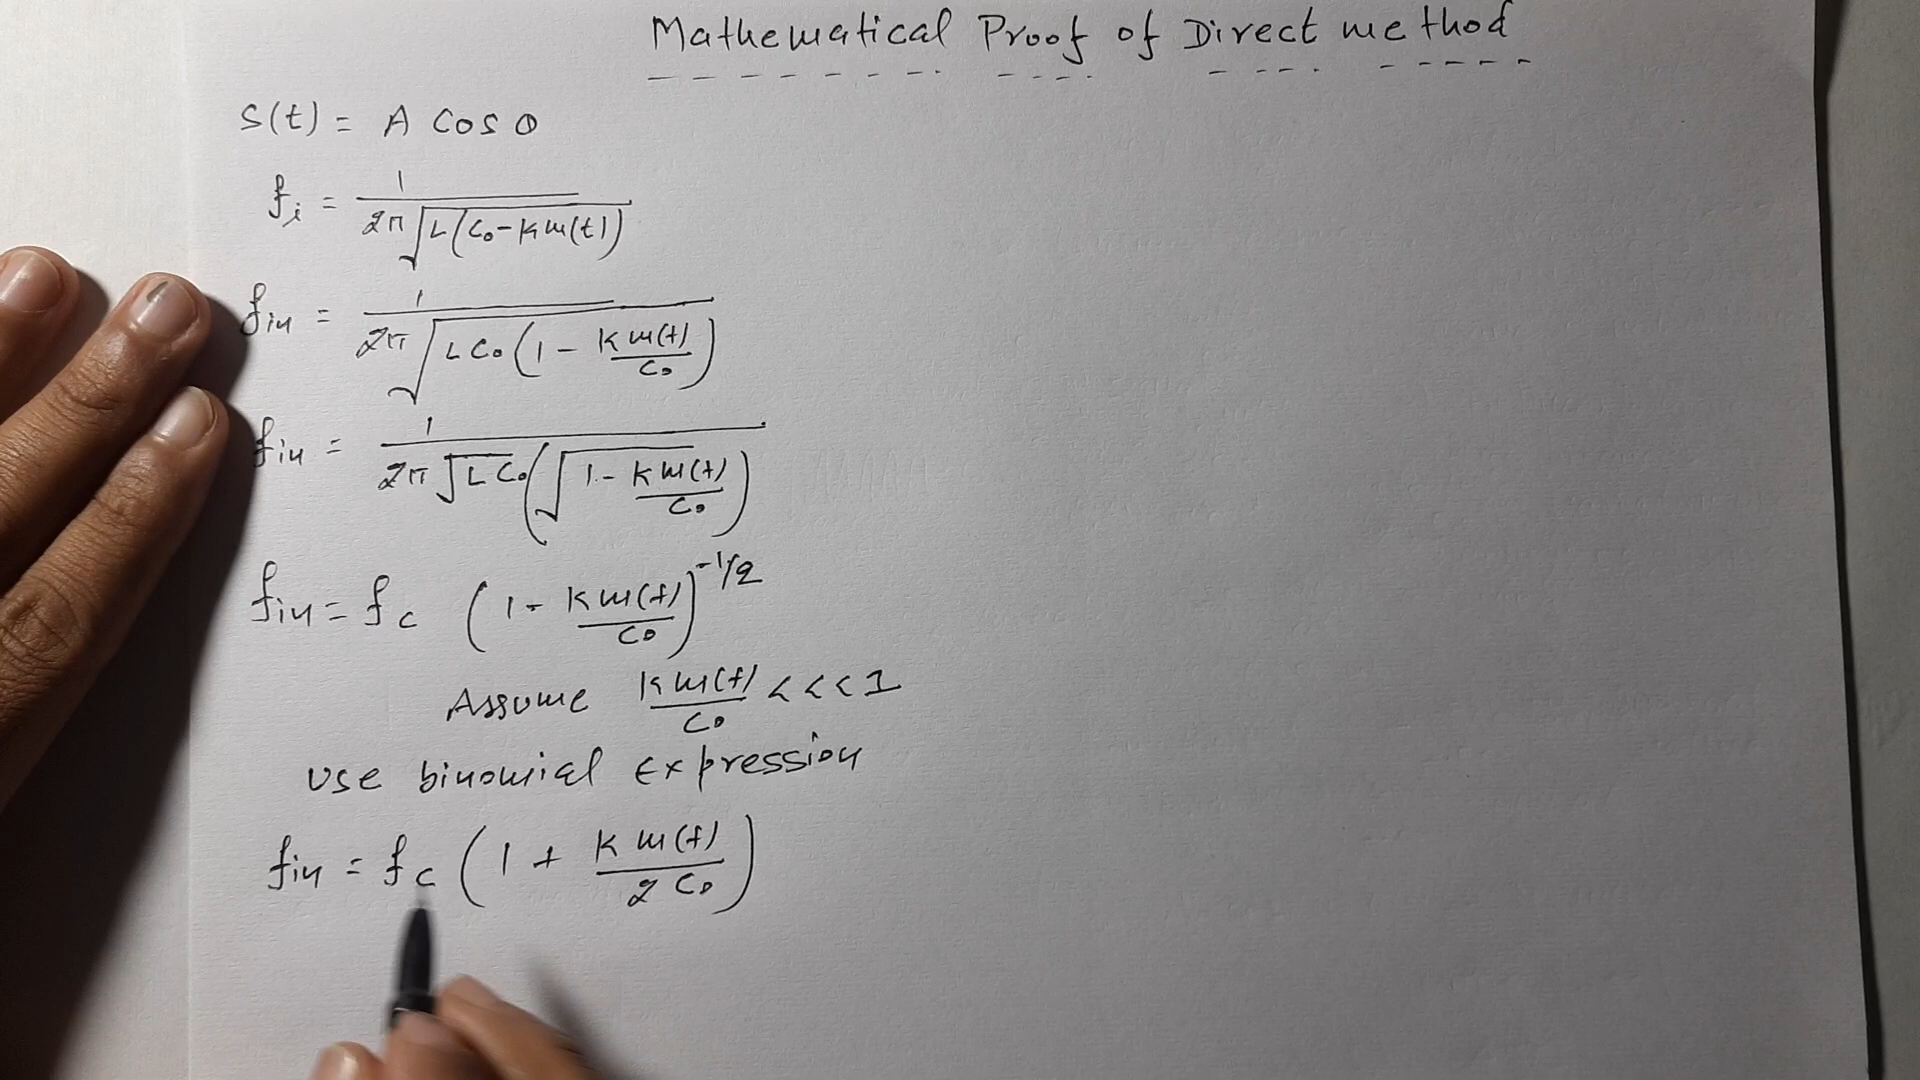 Mathematical Proof of Direct method
S(t) = A Cos θ
fi = 1 / 2π√L(C₀-Km(t))
fin = 1 / 2π√LC₀(1 - Km(t)/C₀)
fin = 1 / 2π√LC₀(√1 - Km(t)/C₀)
fin = fc (1 - Km(t)/C₀)^-1/2
Assume Km(t)/C₀ <<<1
use binomial Expression
fin = fc (1 + Km(t)/2C₀)